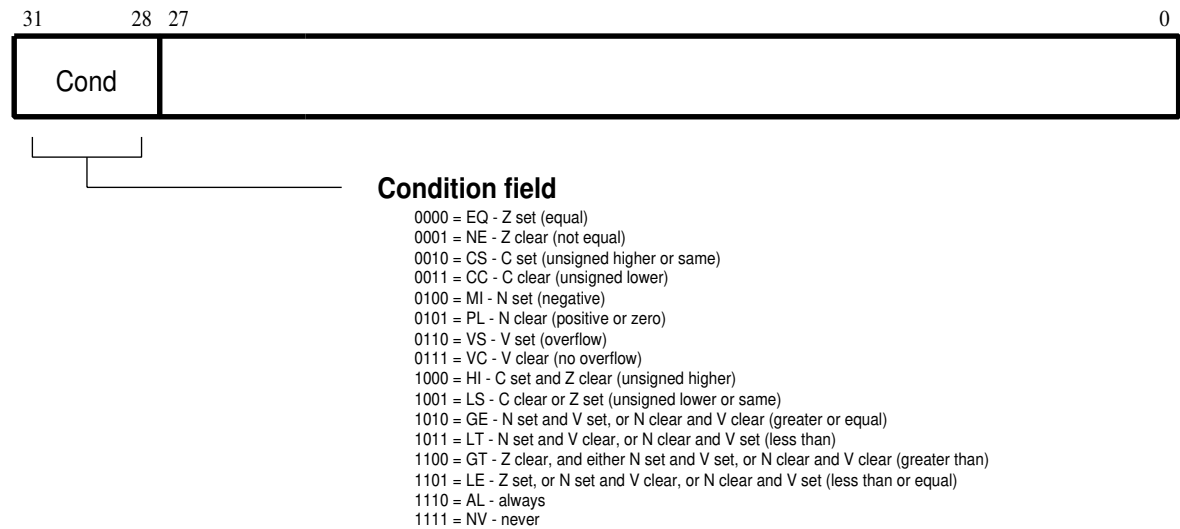 31 28 27 0
Cond
Condition field
0000 = EQ - Z set (equal)
0001 = NE - Z clear (not equal)
0010 = CS - C set (unsigned higher or same)
0011 = CC - C clear (unsigned lower)
0100 = MI - N set (negative)
0101 = PL - N clear (positive or zero)
0110 = VS - V set (overflow)
0111 = VC - V clear (no overflow)
1000 = HI - C set and Z clear (unsigned higher)
1001 = LS - C clear or Z set (unsigned lower or same)
1010 = GE - N set and V set, or N clear and V clear (greater or equal)
1011 = LT - N set and V clear, or N clear and V set (less than)
1100 = GT - Z clear, and either N set and V set, or N clear and V clear (greater than)
1101 = LE - Z set, or N set and V clear, or N clear and V set (less than or equal)
1110 = AL - always
1111 = NV - never